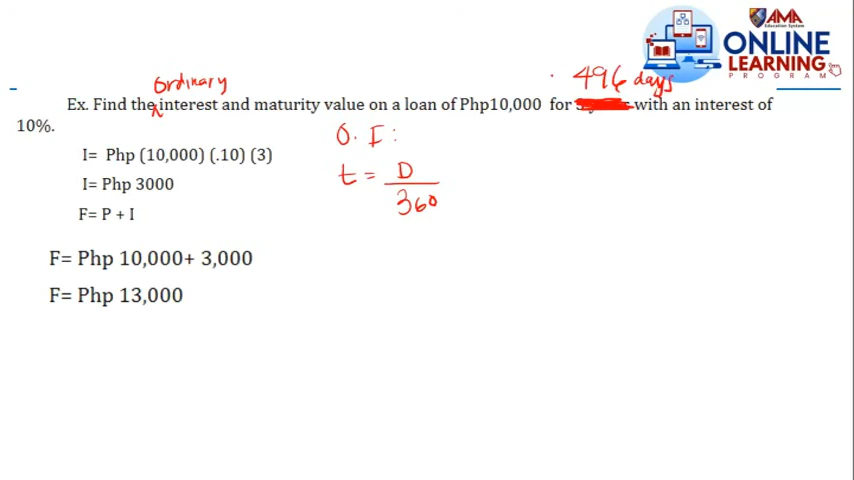 AMA
Education System
ONLINE
LEARNING
PROGRAM
ordinary
496 days
Ex. Find the interest and maturity value on a loan of Php10,000 for with an interest of
10%.
O. I :
I= Php (10,000) (.10) (3)
t = D
360
I= Php 3000
F= P + I
F= Php 10,000+ 3,000
F= Php 13,000